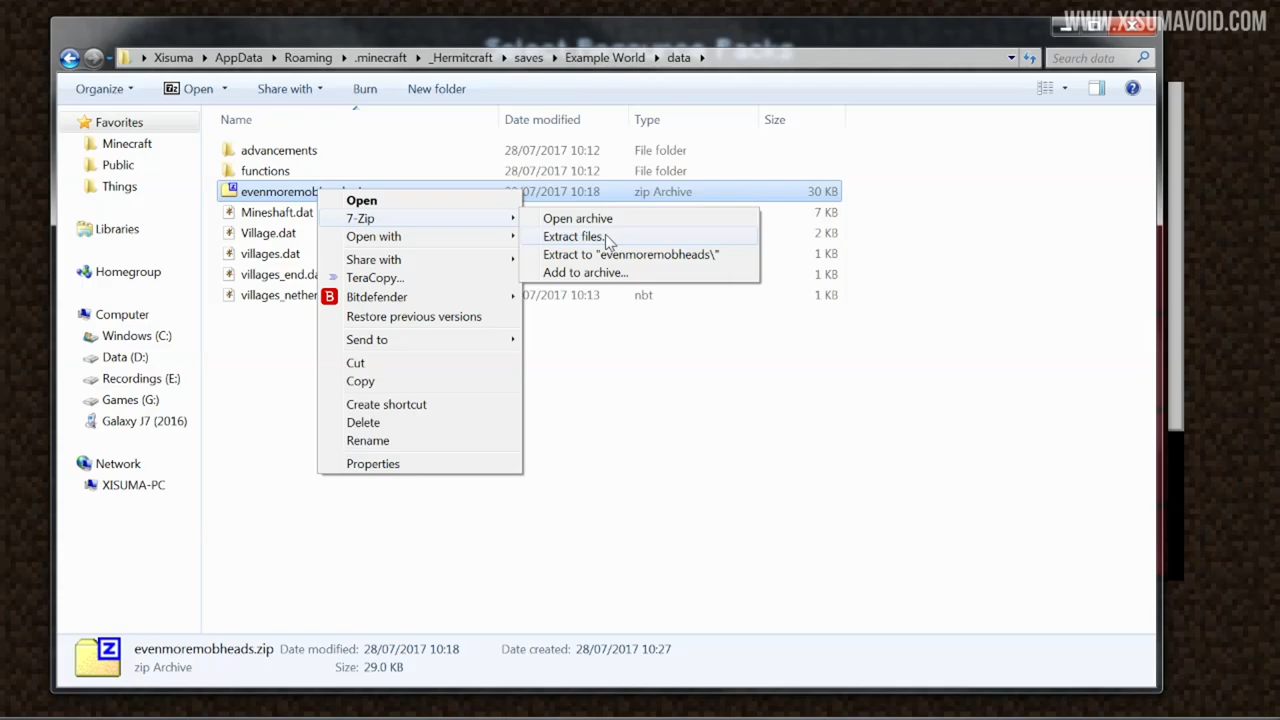 WWW.XISUMAVOID.COM
Xisuma
AppData
Roaming
.minecraft
_Hermitcraft
saves
Example World
data
Search data
Organize
Open
Share with
Burn
New folder
Name
Date modified
Type
Size
Favorites
Minecraft
Public
Things
Libraries
Homegroup
Computer
Windows (C:)
Data (D:)
Recordings (E:)
Games (G:)
Galaxy J7 (2016)
Network
XISUMA-PC
advancements 28/07/2017 10:12 File folder
functions 28/07/2017 10:12 File folder
10:18 zip Archive 30 KB
Mineshaft.dat 7 KB
Village.dat 2 KB
villages.dat 1 KB
1 KB
07/2017 10:13 nbt 1 KB
Open
7-Zip
Open with
Share with
TeraCopy...
B Bitdefender
Restore previous versions
Send to
Cut
Copy
Create shortcut
Delete
Rename
Properties
Open archive
Extract files...
Extract to "evenmoremobheads\"
Add to archive...
evenmoremobheads.zip Date modified: 28/07/2017 10:18 Date created: 28/07/2017 10:27
zip Archive Size: 29.0 KB